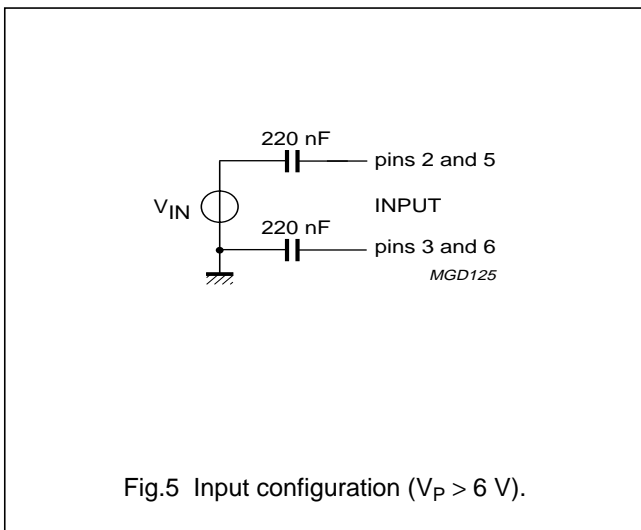 220 nF
pins 2 and 5
VIN
INPUT
220 nF
pins 3 and 6
MGD125
Fig.5 Input configuration (VP > 6 V).